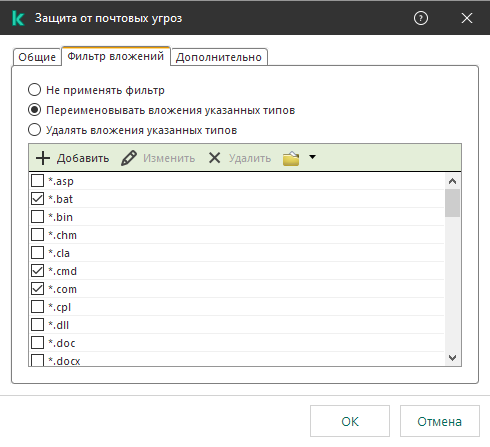 Защита от почтовых угроз
Общие Фильтр вложений Дополнительно
Не применять фильтр
Переименовывать вложения указанных типов
Удалять вложения указанных типов
Добавить Изменить Удалить
*.asp
*.bat
*.bin
*.chm
*.cla
*.cmd
*.com
*.cpl
*.dll
*.doc
*.docx
ОК Отмена